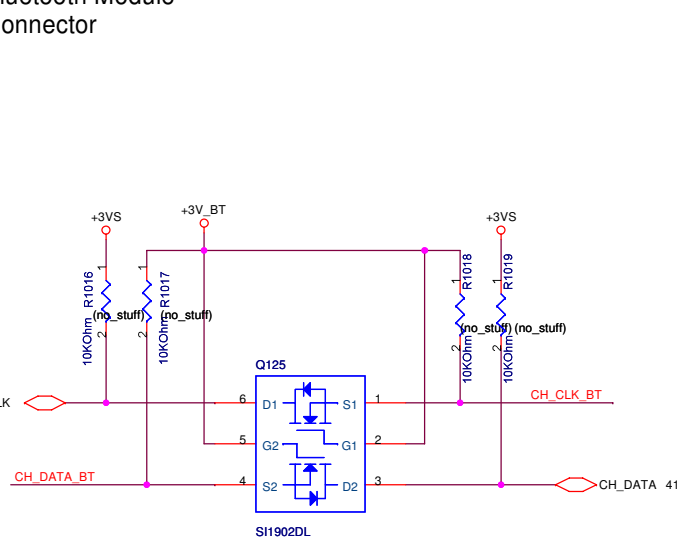 Module
onnector
+3VS
+3V_BT
+3VS
1
R1016
(no_stuff)
2
10KOhm
1
R1017
(no_stuff)
2
10KOhm
1
R1018
(no_stuff)
2
10KOhm
1
R1019
(no_stuff)
2
10KOhm
Q125
LK
6
D1
S1
1
CH_CLK_BT
5
G2
G1
2
CH_DATA_BT
4
S2
D2
3
CH_DATA 41
SI1902DL